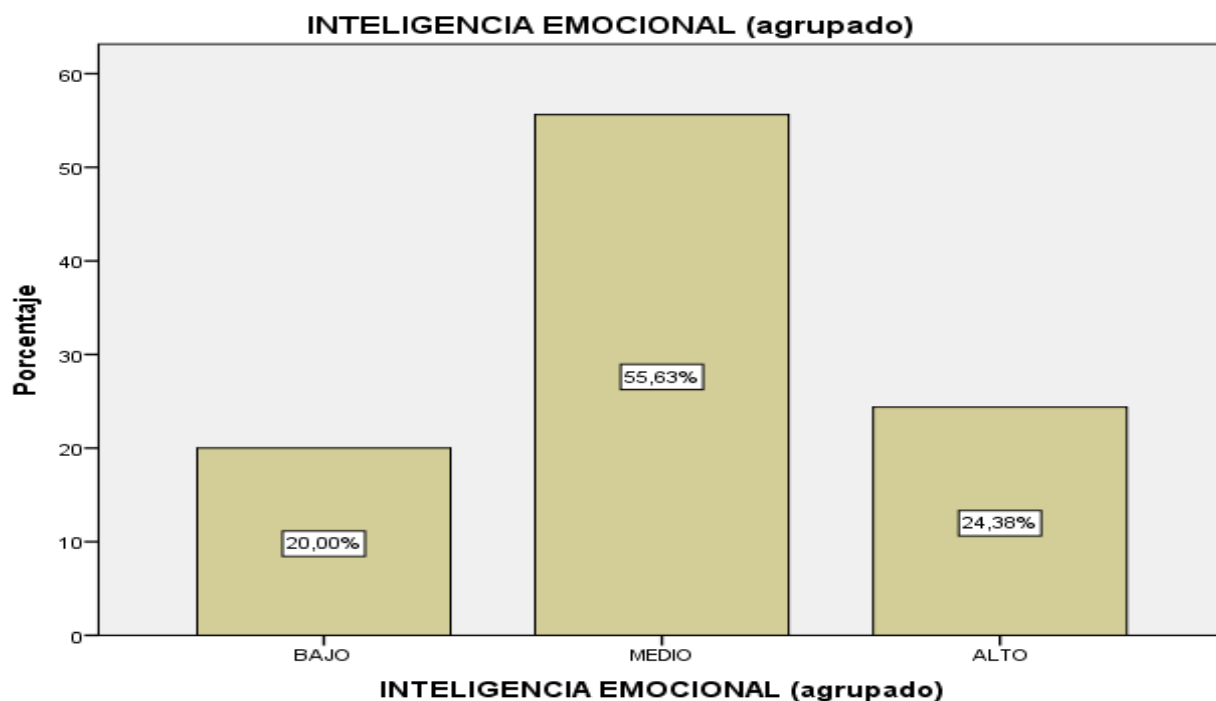 INTELIGENCIA EMOCIONAL (agrupado)
60
50
40
30
20
10
0
Porcentaje
20,00%
55,63%
24,38%
BAJO
MEDIO
ALTO
INTELIGENCIA EMOCIONAL (agrupado)